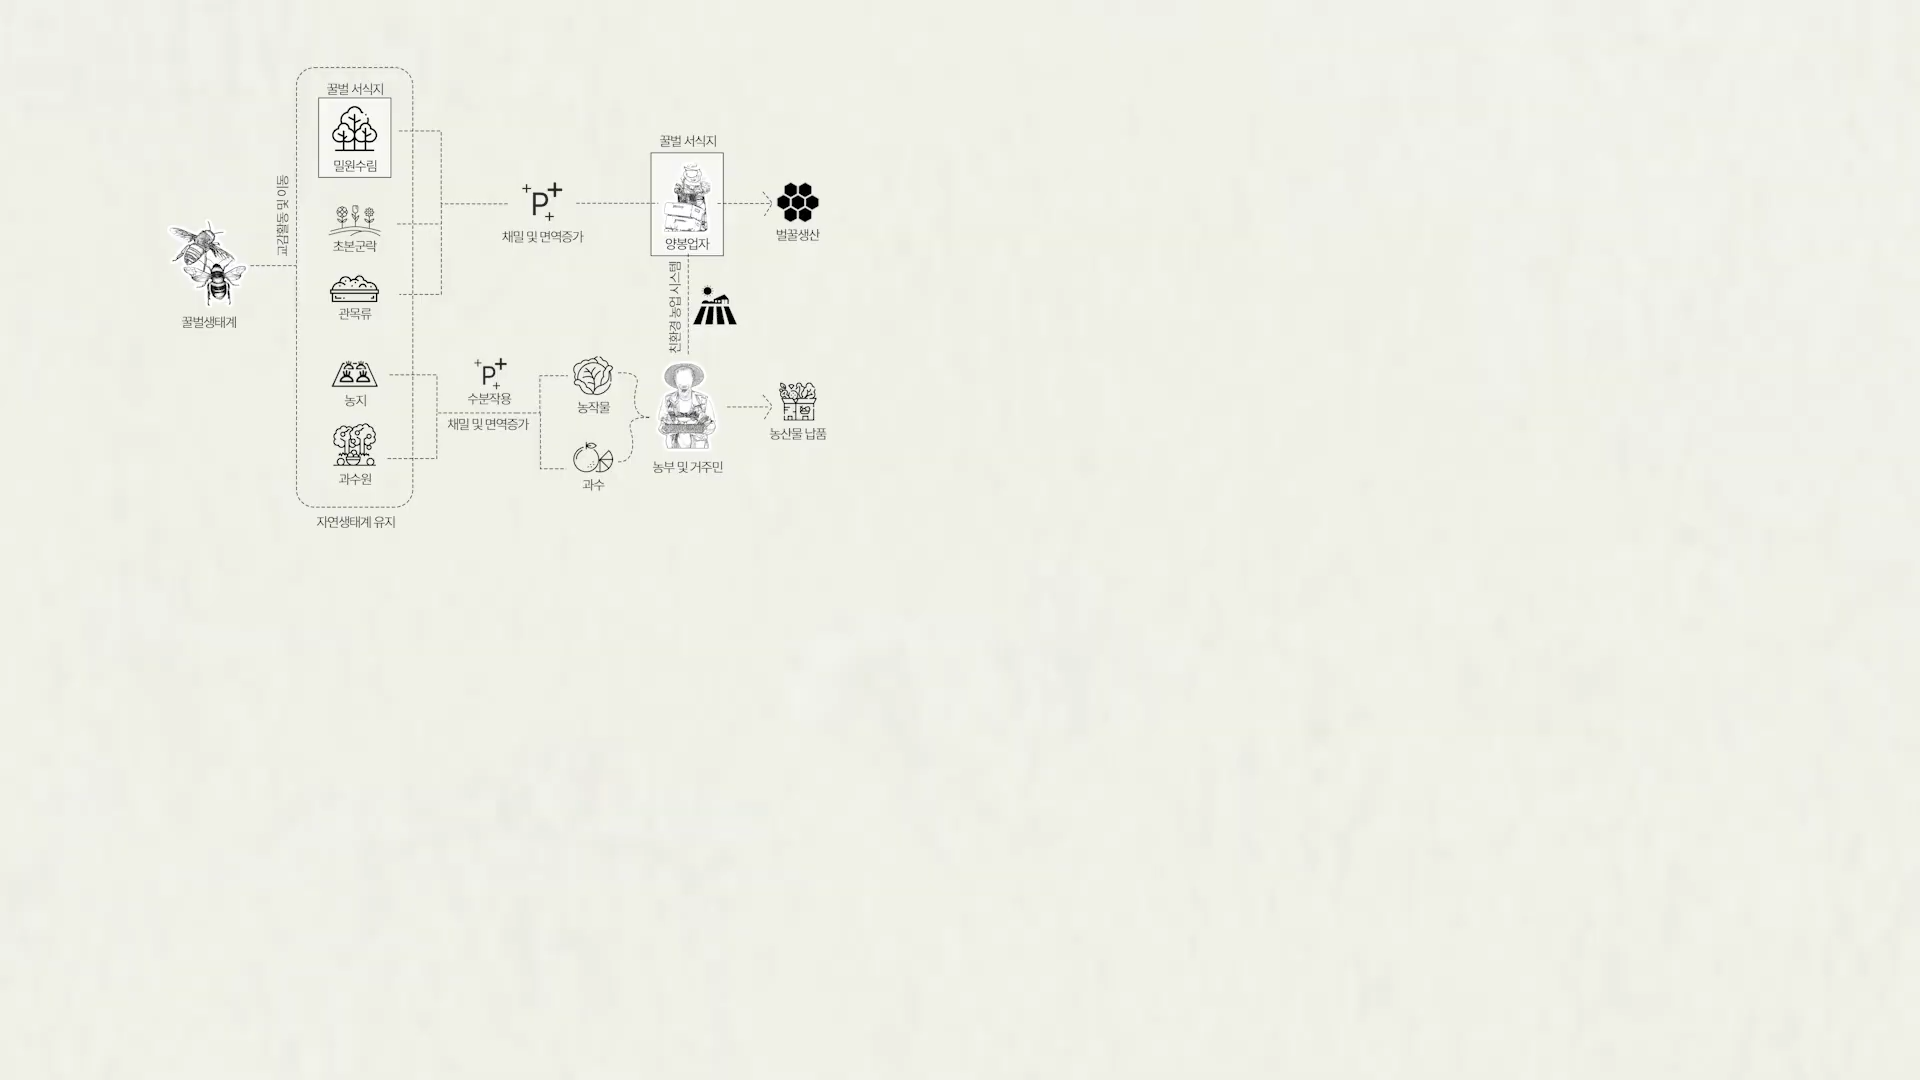 꿀벌 서식지
밀원수림
초본군락
관목류
농지
과수원
자연생태계 유지
교감활동 및 이동
꿀벌생태계
P
채밀 및 면역증가
꿀벌 서식지
양봉업자
벌꿀생산
친환경 농업 시스템
P
수분작용
채밀 및 면역증가
농작물
과수
농부 및 거주민
농산물 납품